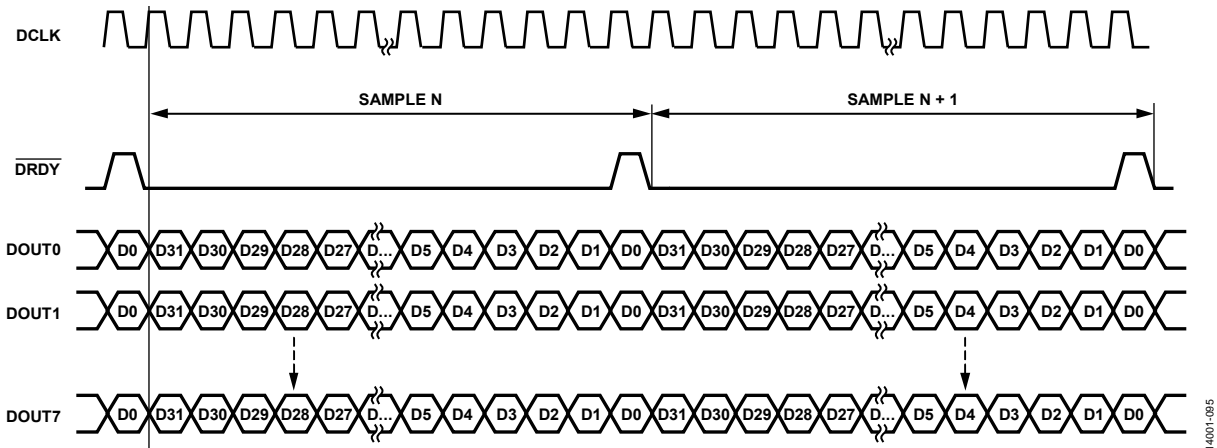 DCLK
SAMPLE N SAMPLE N + 1
DRDY
DOUT0 D0 D31 D30 D29 D28 D27 D... D5 D4 D3 D2 D1 D0 D31 D30 D29 D28 D27 D... D5 D4 D3 D2 D1 D0
DOUT1 D0 D31 D30 D29 D28 D27 D... D5 D4 D3 D2 D1 D0 D31 D30 D29 D28 D27 D... D5 D4 D3 D2 D1 D0
DOUT7 D0 D31 D30 D29 D28 D27 D... D5 D4 D3 D2 D1 D0 D31 D30 D29 D28 D27 D... D5 D4 D3 D2 D1 D0
4001-095